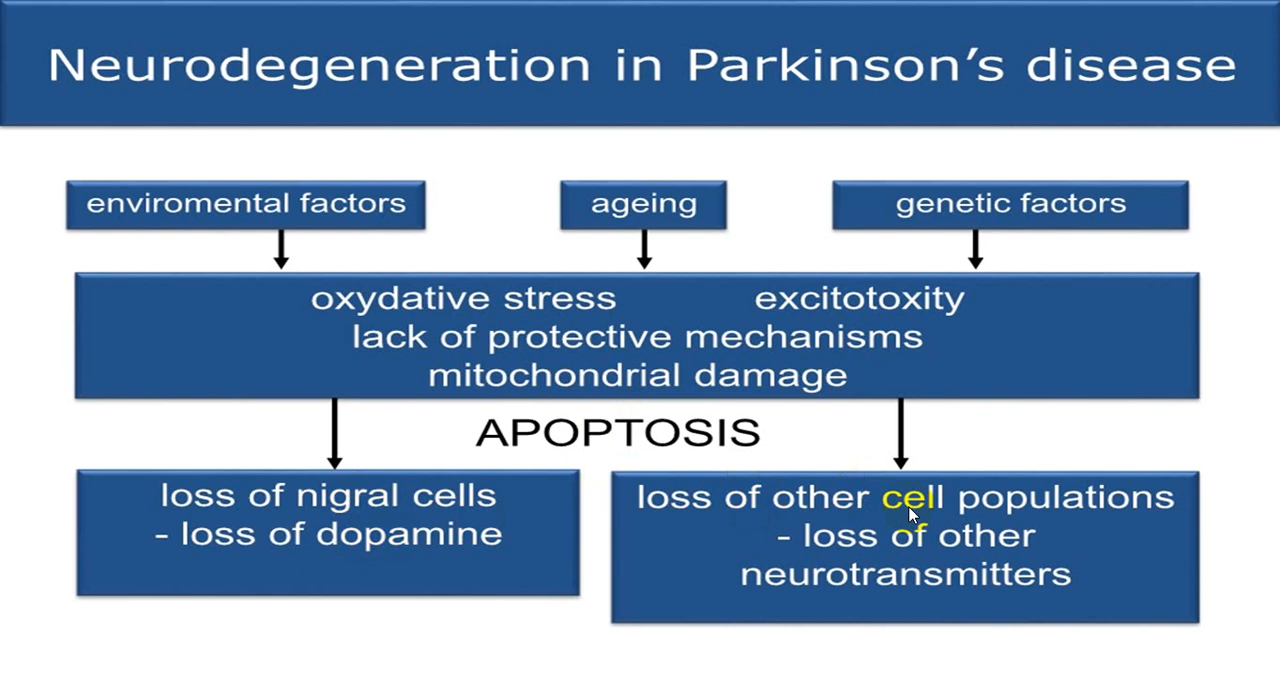 Neurodegeneration in Parkinson's disease
enviromental factors
ageing
genetic factors
oxydative stress excitotoxity
lack of protective mechanisms
mitochondrial damage
APOPTOSIS
loss of nigral cells
- loss of dopamine
loss of other cell populations
- loss of other
neurotransmitters